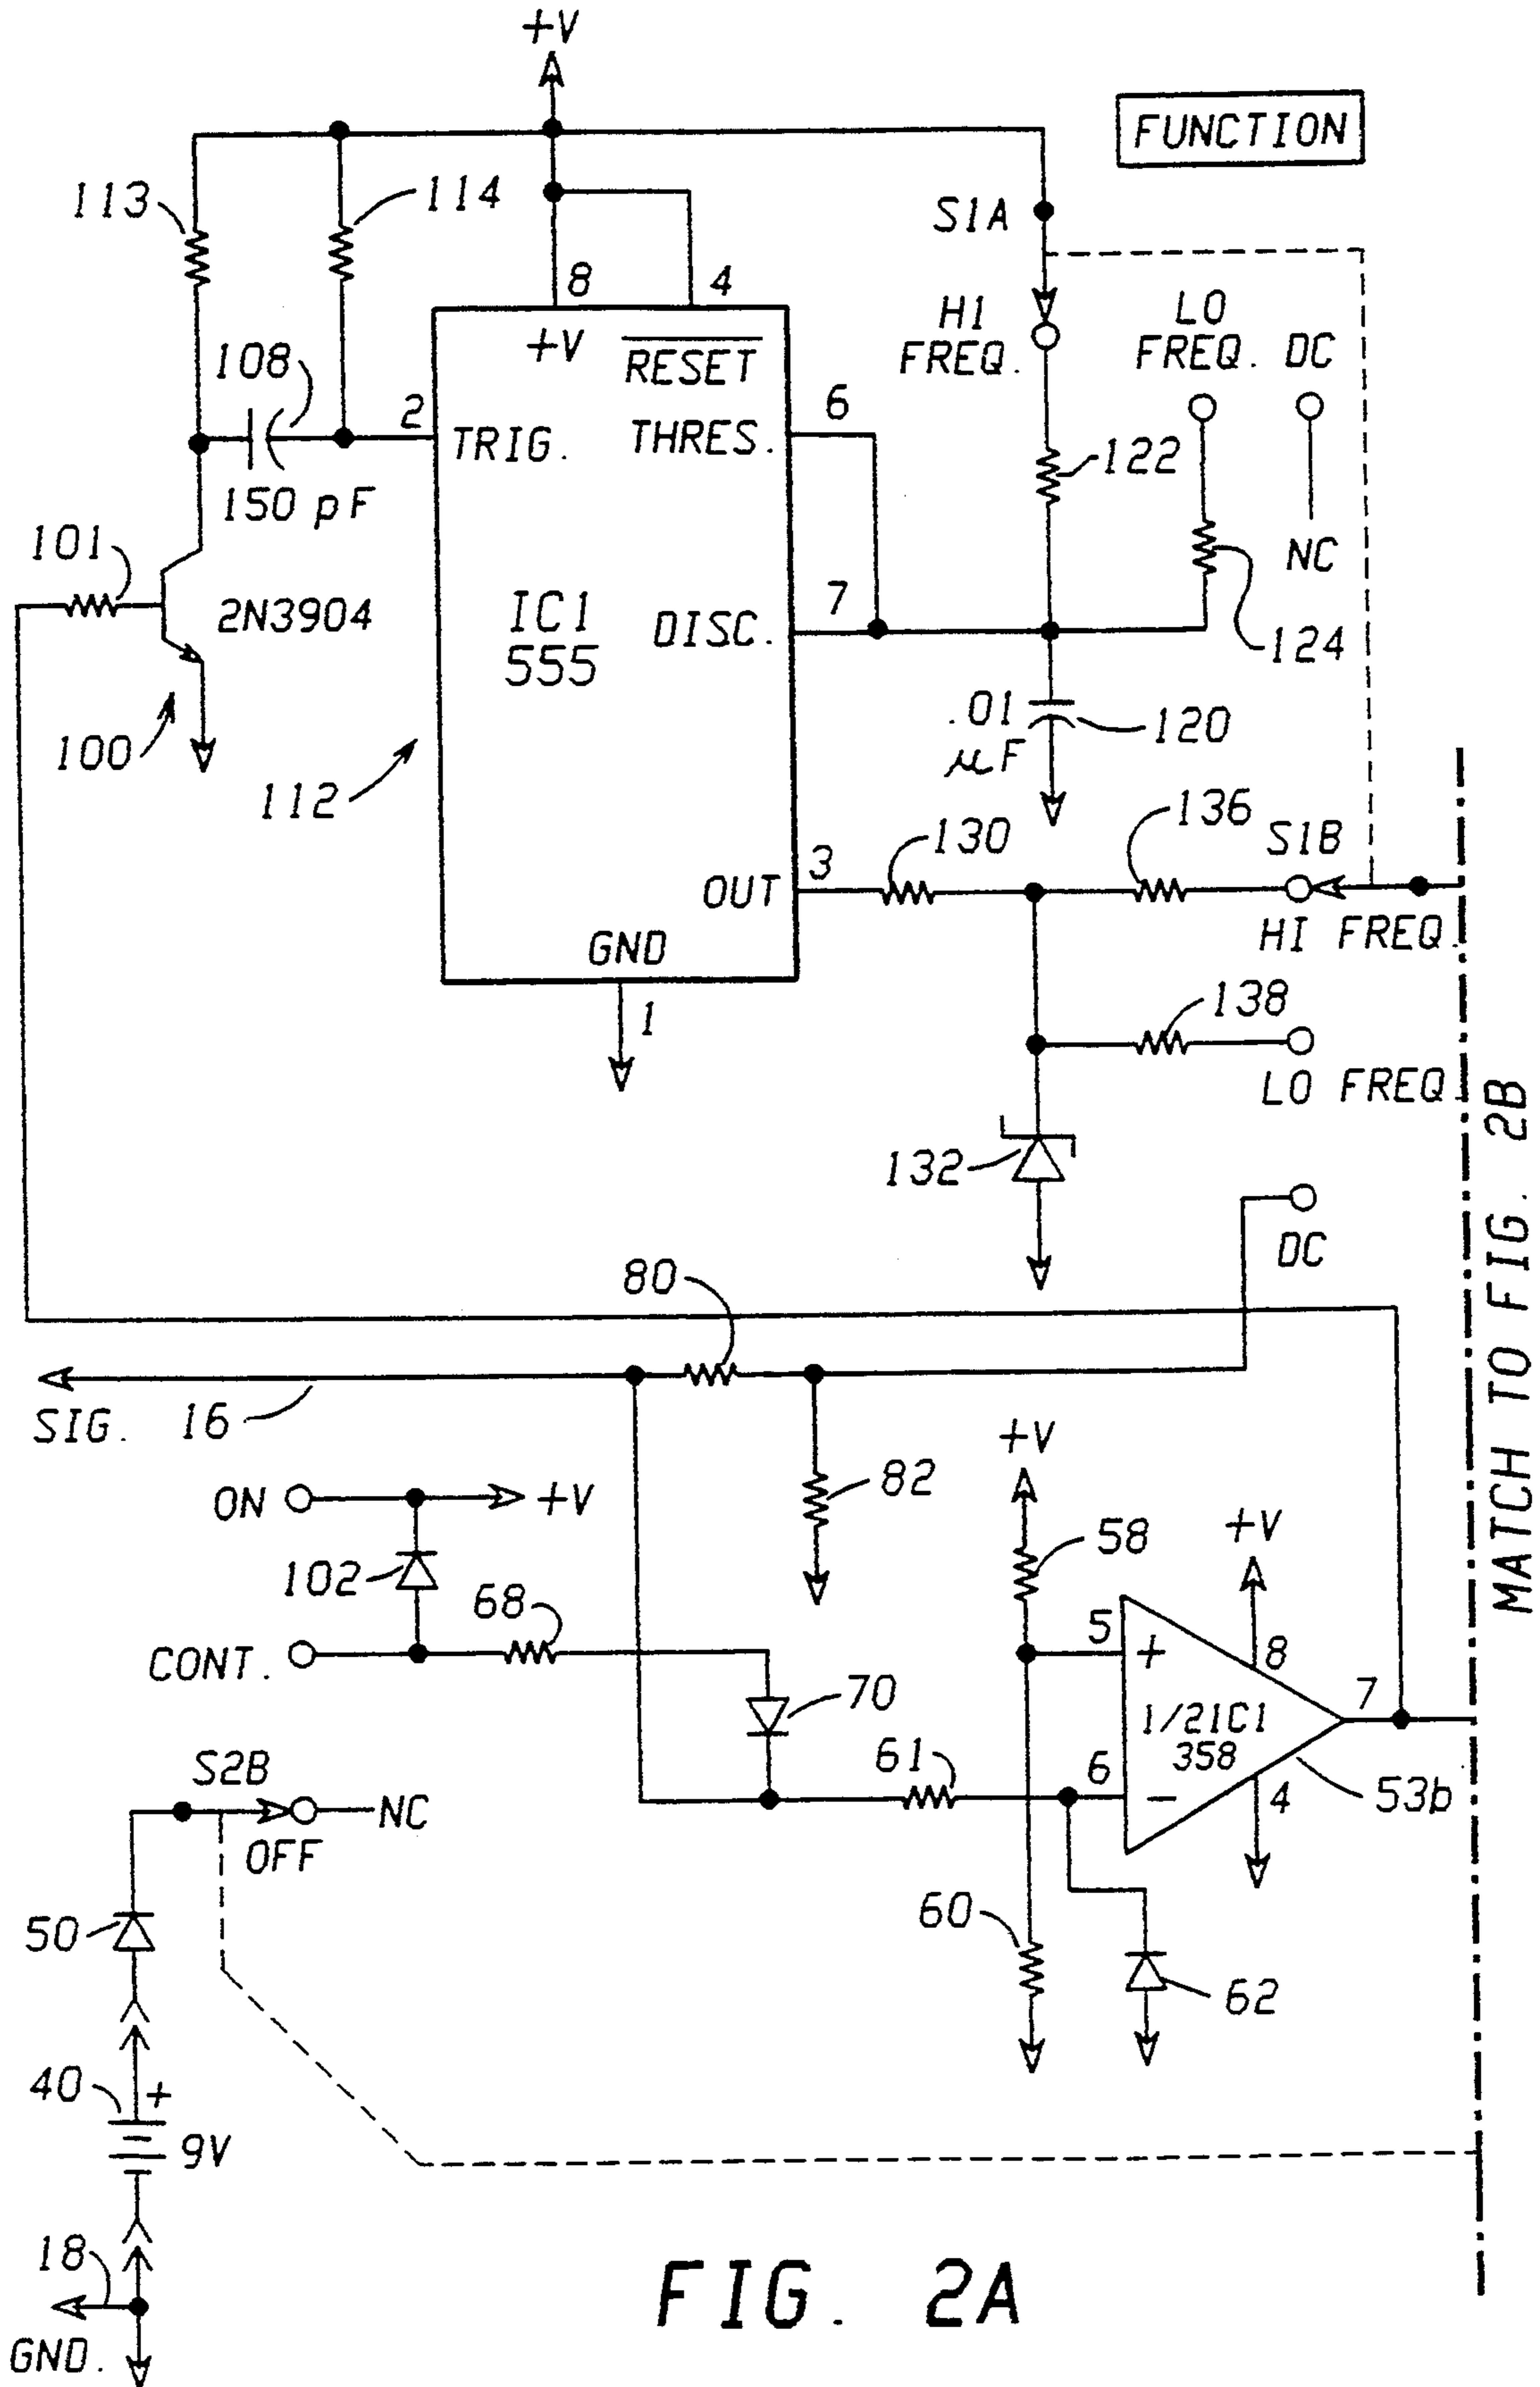 +V
FUNCTION
113
114
S1A
8
4
HI
FREQ.
LO
FREQ.
DC
+V
RESET
108
2
6
TRIG.
THRES.
122
150 pF
NC
101
7
2N3904
IC1
555
DISC.
124
.01
µF
120
100
112
130
136
S1B
3
OUT
HI FREQ.
GND
1
138
LO FREQ
132
DC
80
SIG.
16
+V
82
ON
+V
58
+V
102
68
5
+
8
CONT.
70
1/21C1
358
7
61
6
−
4
53b
S2B
NC
OFF
50
60
62
40
+
9V
18
GND.
MATCH TO FIG. 2B
FIG. 2A